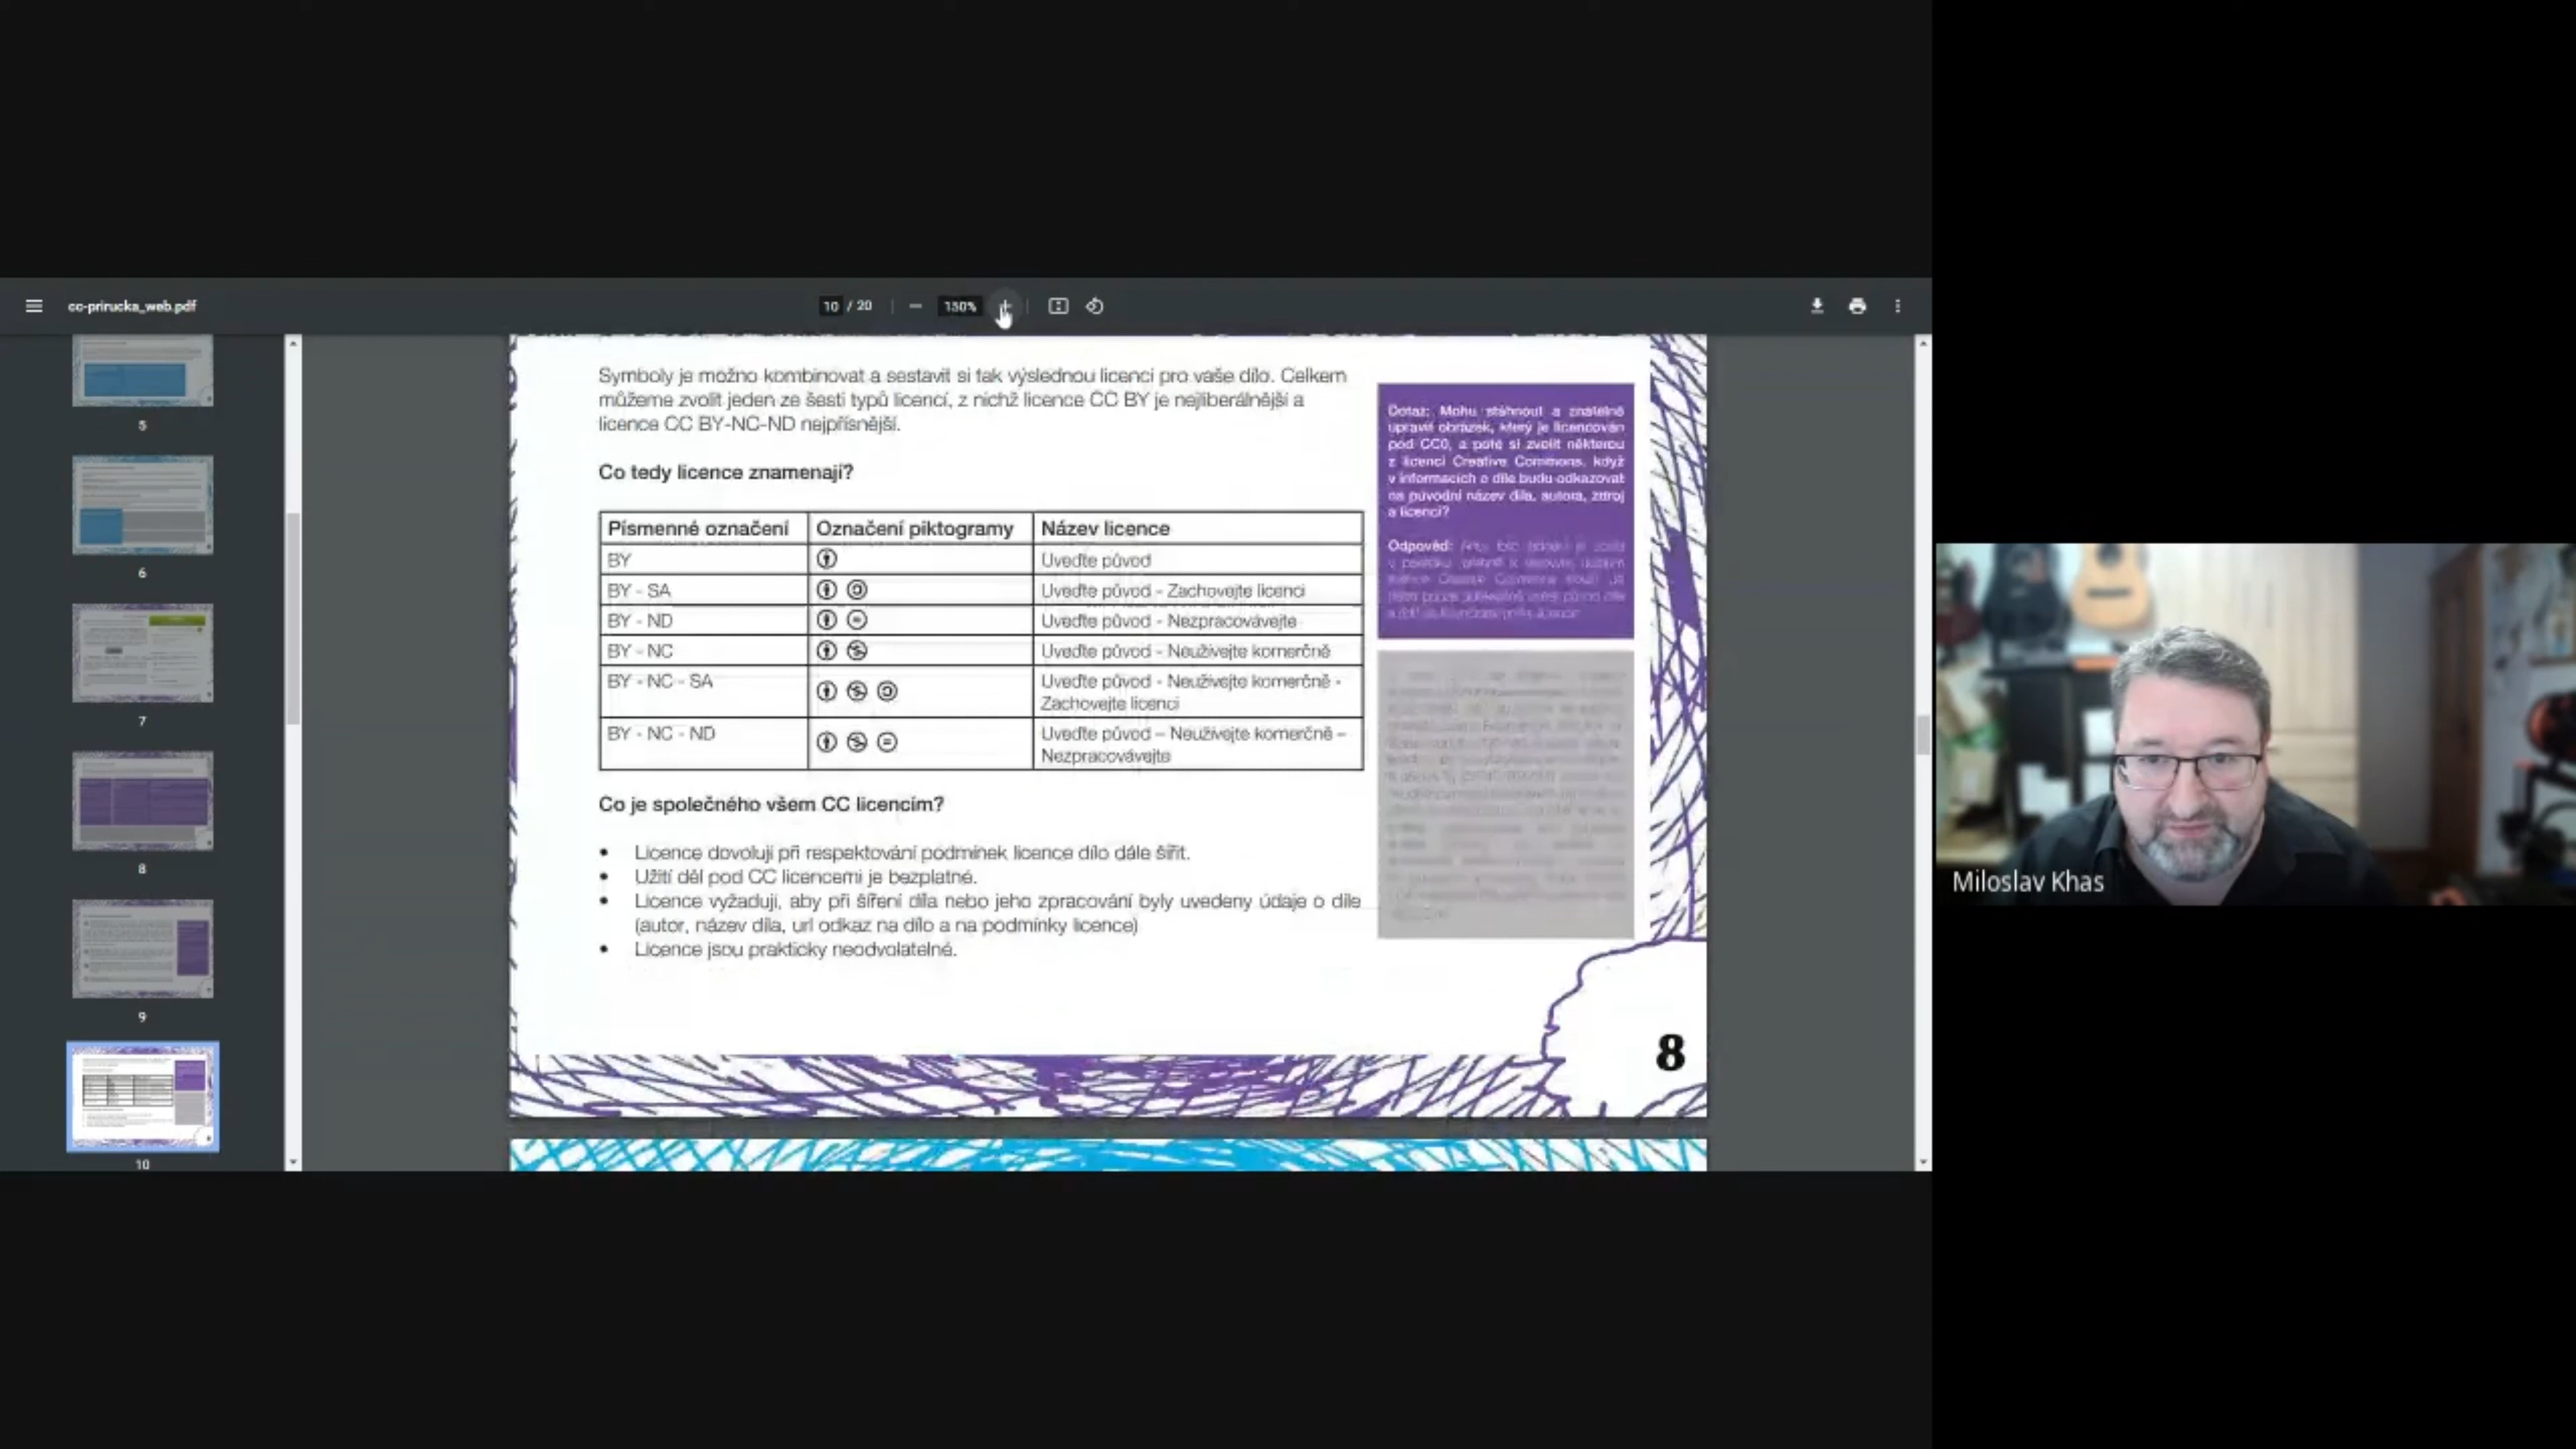 cc-prirucka_web.pdf
10 / 20
150%
5
6
7
8
9
10
Symboly je možno kombinovat a sestavit si tak výslednou licenci pro vaše dílo. Celkem
můžeme zvolit jeden ze šesti typů licencí, z nichž licence CC BY je nejliberálnější a
licence CC BY-NC-ND nejpřísnější.
Co tedy licence znamenají?
Písmenné označení Označení piktogramy Název licence
BY Uveďte původ
BY - SA Uveďte původ - Zachovejte licenci
BY - ND Uveďte původ - Nezpracovávejte
BY - NC Uveďte původ - Neužívejte komerčně
BY - NC - SA Uveďte původ - Neužívejte komerčně -
Zachovejte licenci
BY - NC - ND Uveďte původ – Neužívejte komerčně –
Nezpracovávejte
Co je společného všem CC licencím?
• Licence dovolují při respektování podmínek licence dílo dále šířit.
• Užití děl pod CC licencemi je bezplatné.
• Licence vyžadují, aby při šíření díla nebo jeho zpracování byly uvedeny údaje o díle
(autor, název díla, url odkaz na dílo a na podmínky licence)
• Licence jsou prakticky neodvolatelné.
Dotaz: Mohu stáhnout a znatelně
upravit obrázek, který je licencován
pod CC0, a poté si zvolit některou
z licencí Creative Commons, když
v informacích o díle budu odkazovat
na původní název díla, autora, zdroj
a licenci?
Odpověď:
8
Miloslav Khas